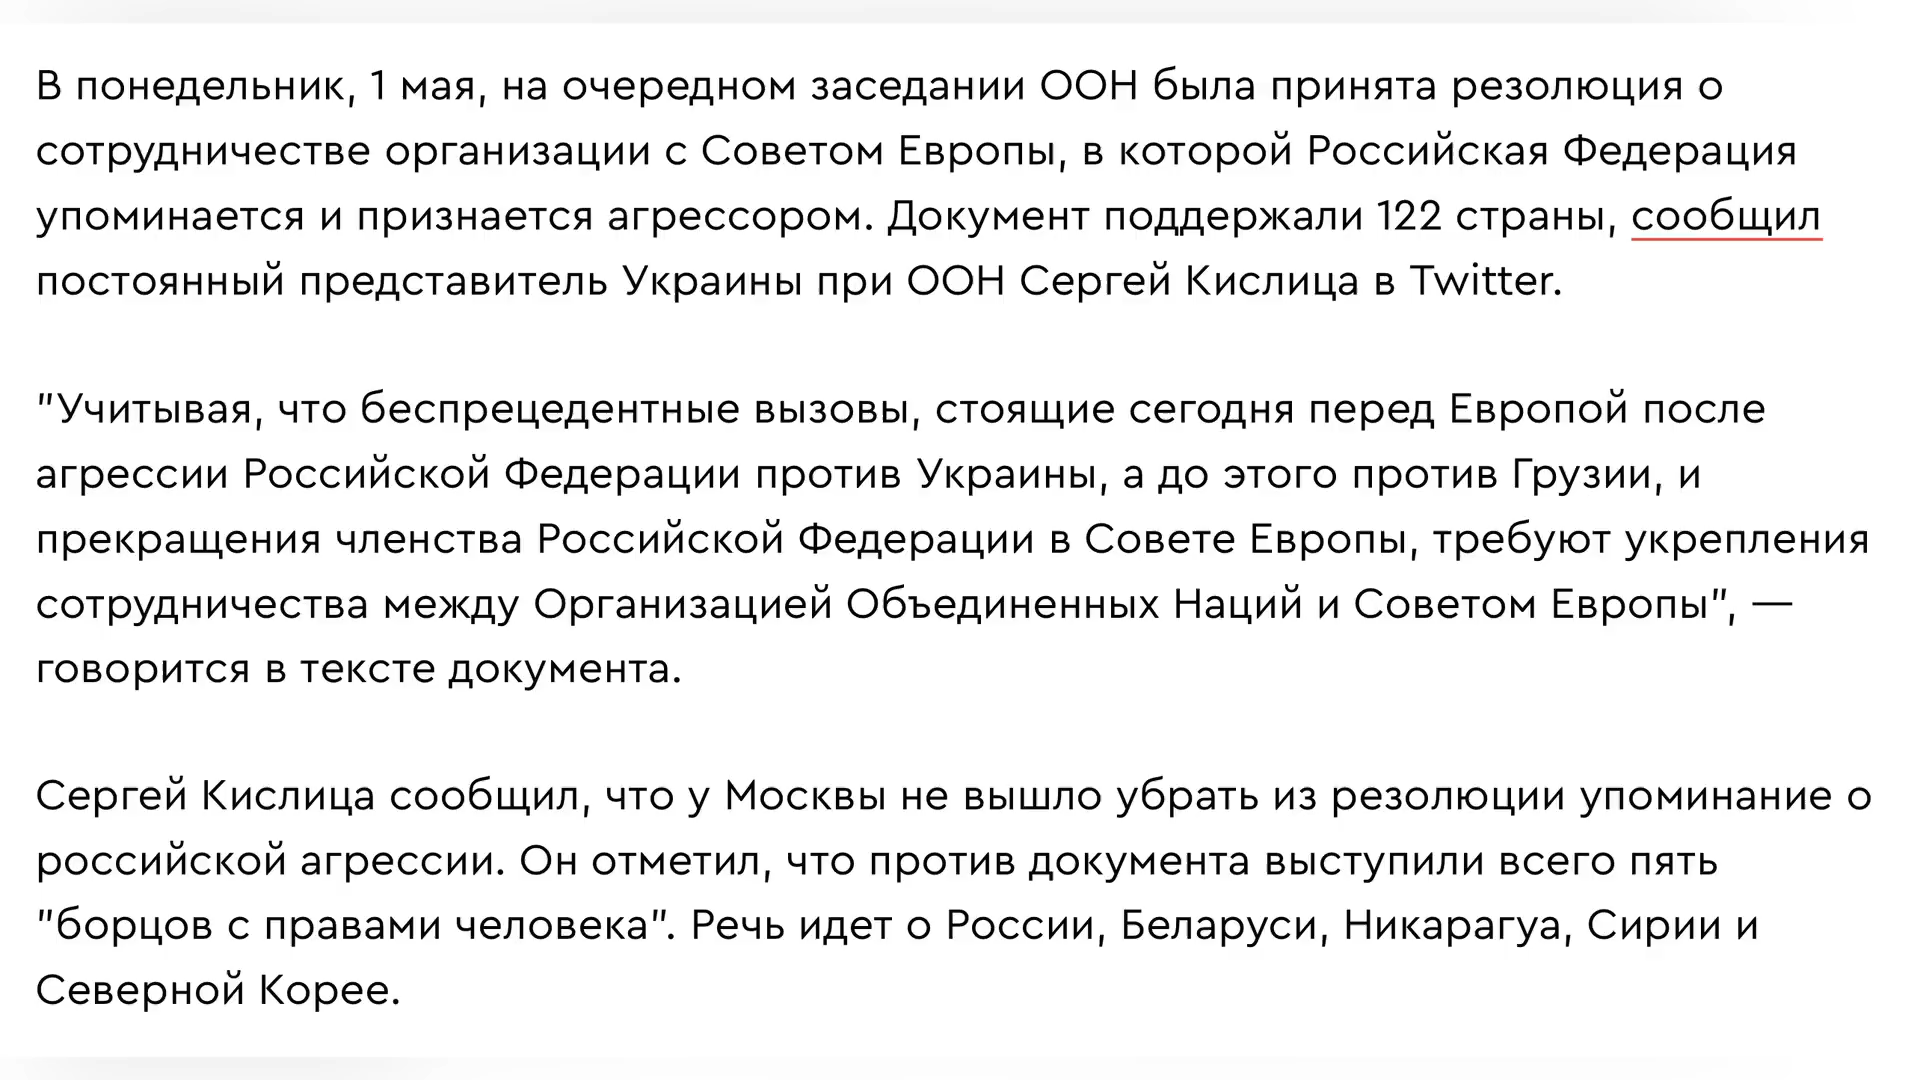 В понедельник, 1 мая, на очередном заседании ООН была принята резолюция о
сотрудничестве организации с Советом Европы, в которой Российская Федерация
упоминается и признается агрессором. Документ поддержали 122 страны, сообщил
постоянный представитель Украины при ООН Сергей Кислица в Twitter.
"Учитывая, что беспрецедентные вызовы, стоящие сегодня перед Европой после
агрессии Российской Федерации против Украины, а до этого против Грузии, и
прекращения членства Российской Федерации в Совете Европы, требуют укрепления
сотрудничества между Организацией Объединенных Наций и Советом Европы", —
говорится в тексте документа.
Сергей Кислица сообщил, что у Москвы не вышло убрать из резолюции упоминание о
российской агрессии. Он отметил, что против документа выступили всего пять
"борцов с правами человека". Речь идет о России, Беларуси, Никарагуа, Сирии и
Северной Корее.